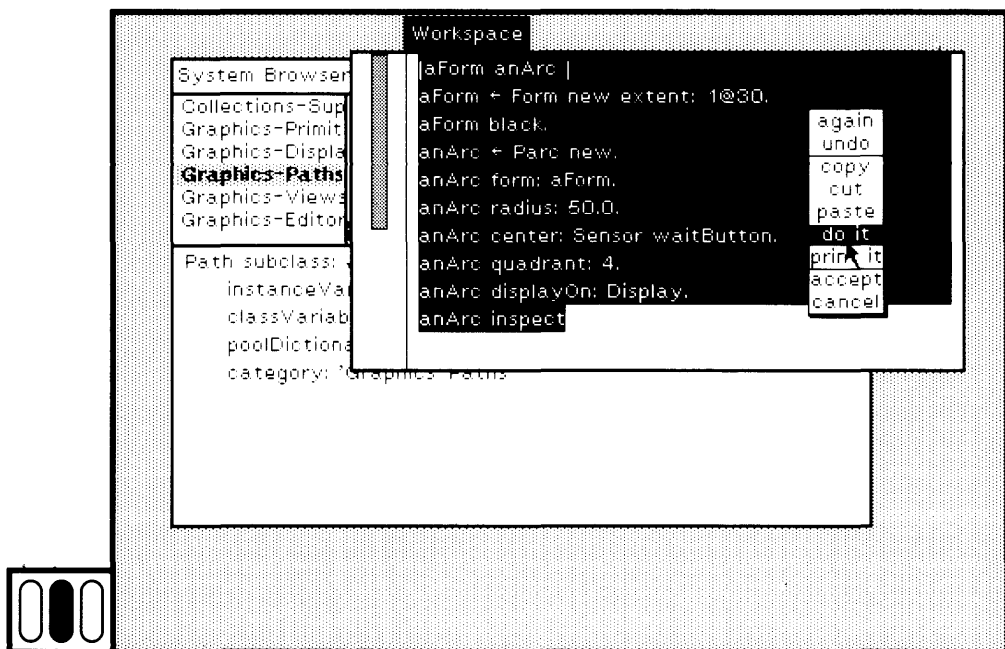 Workspace
|aForm anArc |
aForm ← Form new extent: 1@30.
aForm black.
anArc ← Parc new.
anArc form: aForm.
anArc radius: 50.0.
anArc center: Sensor waitButton.
anArc quadrant: 4.
anArc displayOn: Display.
anArc inspect
again
undo
copy
cut
paste
do it
print it
accept
cancel
System Browser
Collections-Sup
Graphics-Primit
Graphics-Displa
Graphics-Paths
Graphics-Views
Graphics-Editor
Path subclass:
instanceVa
classVariab
poolDictiona
category: 'Graphics-Paths'